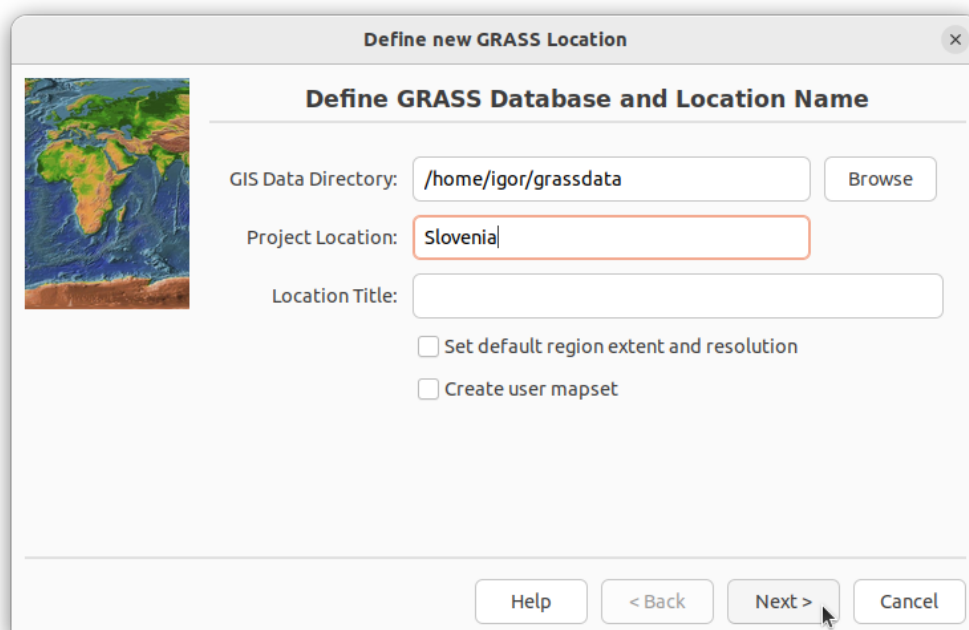 Define new GRASS Location
Define GRASS Database and Location Name
GIS Data Directory: /home/igor/grassdata Browse
Project Location: Slovenia
Location Title:
Set default region extent and resolution
Create user mapset
Help < Back Next > Cancel